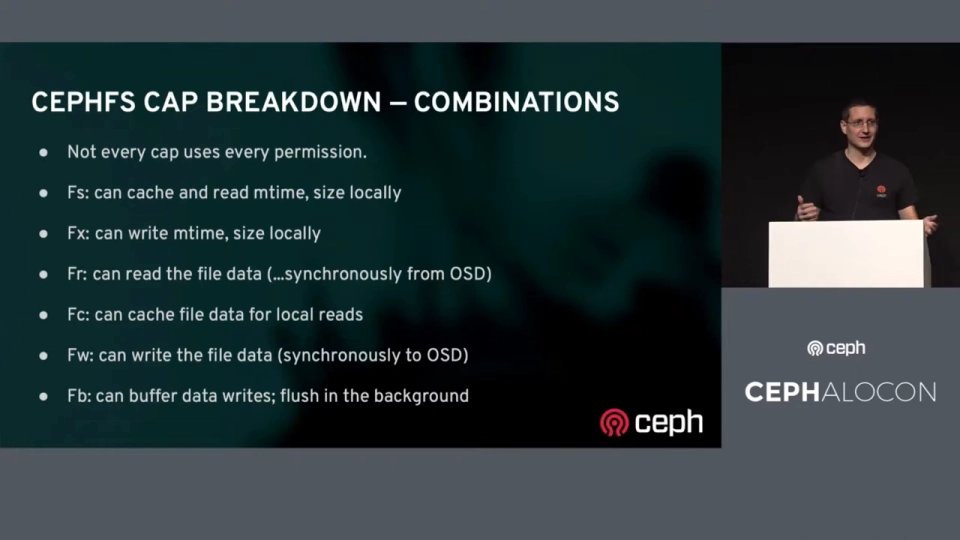 CEPHFS CAP BREAKDOWN – COMBINATIONS
● Not every cap uses every permission.
● Fs: can cache and read mtime, size locally
● Fx: can write mtime, size locally
● Fr: can read the file data (...synchronously from OSD)
● Fc: can cache file data for local reads
● Fw: can write the file data (synchronously to OSD)
● Fb: can buffer data writes; flush in the background
ceph
ceph
CEPHALOCON